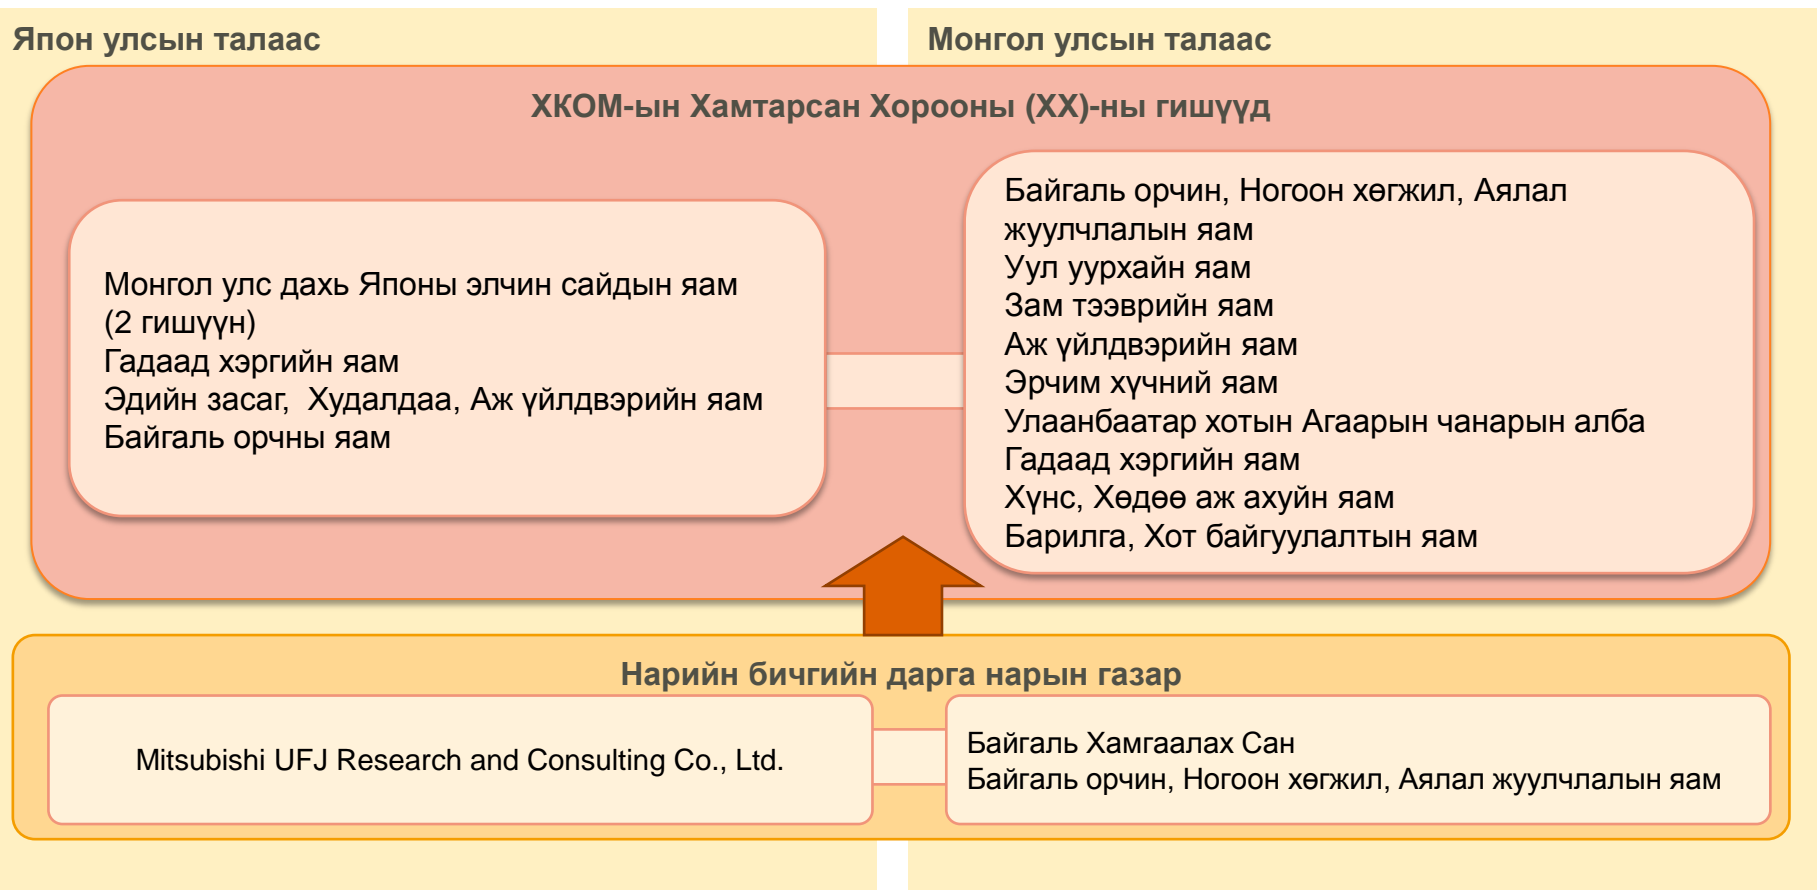 Япон улсын талаас
Монгол улсын талаас
ХКОМ-ын Хамтарсан Хорооны (ХХ)-ны гишүүд
Монгол улс дахь Японы элчин сайдын яам
(2 гишүүн)
Гадаад хэргийн яам
Эдийн засаг, Худалдаа, Аж үйлдвэрийн яам
Байгаль орчны яам
Байгаль орчин, Ногоон хөгжил, Аялал
жуулчлалын яам
Уул уурхайн яам
Зам тээврийн яам
Аж үйлдвэрийн яам
Эрчим хүчний яам
Улаанбаатар хотын Агаарын чанарын алба
Гадаад хэргийн яам
Хүнс, Хөдөө аж ахуйн яам
Барилга, Хот байгуулалтын яам
Нарийн бичгийн дарга нарын газар
Mitsubishi UFJ Research and Consulting Co., Ltd.
Байгаль Хамгаалах Сан
Байгаль орчин, Ногоон хөгжил, Аялал жуулчлалын яам